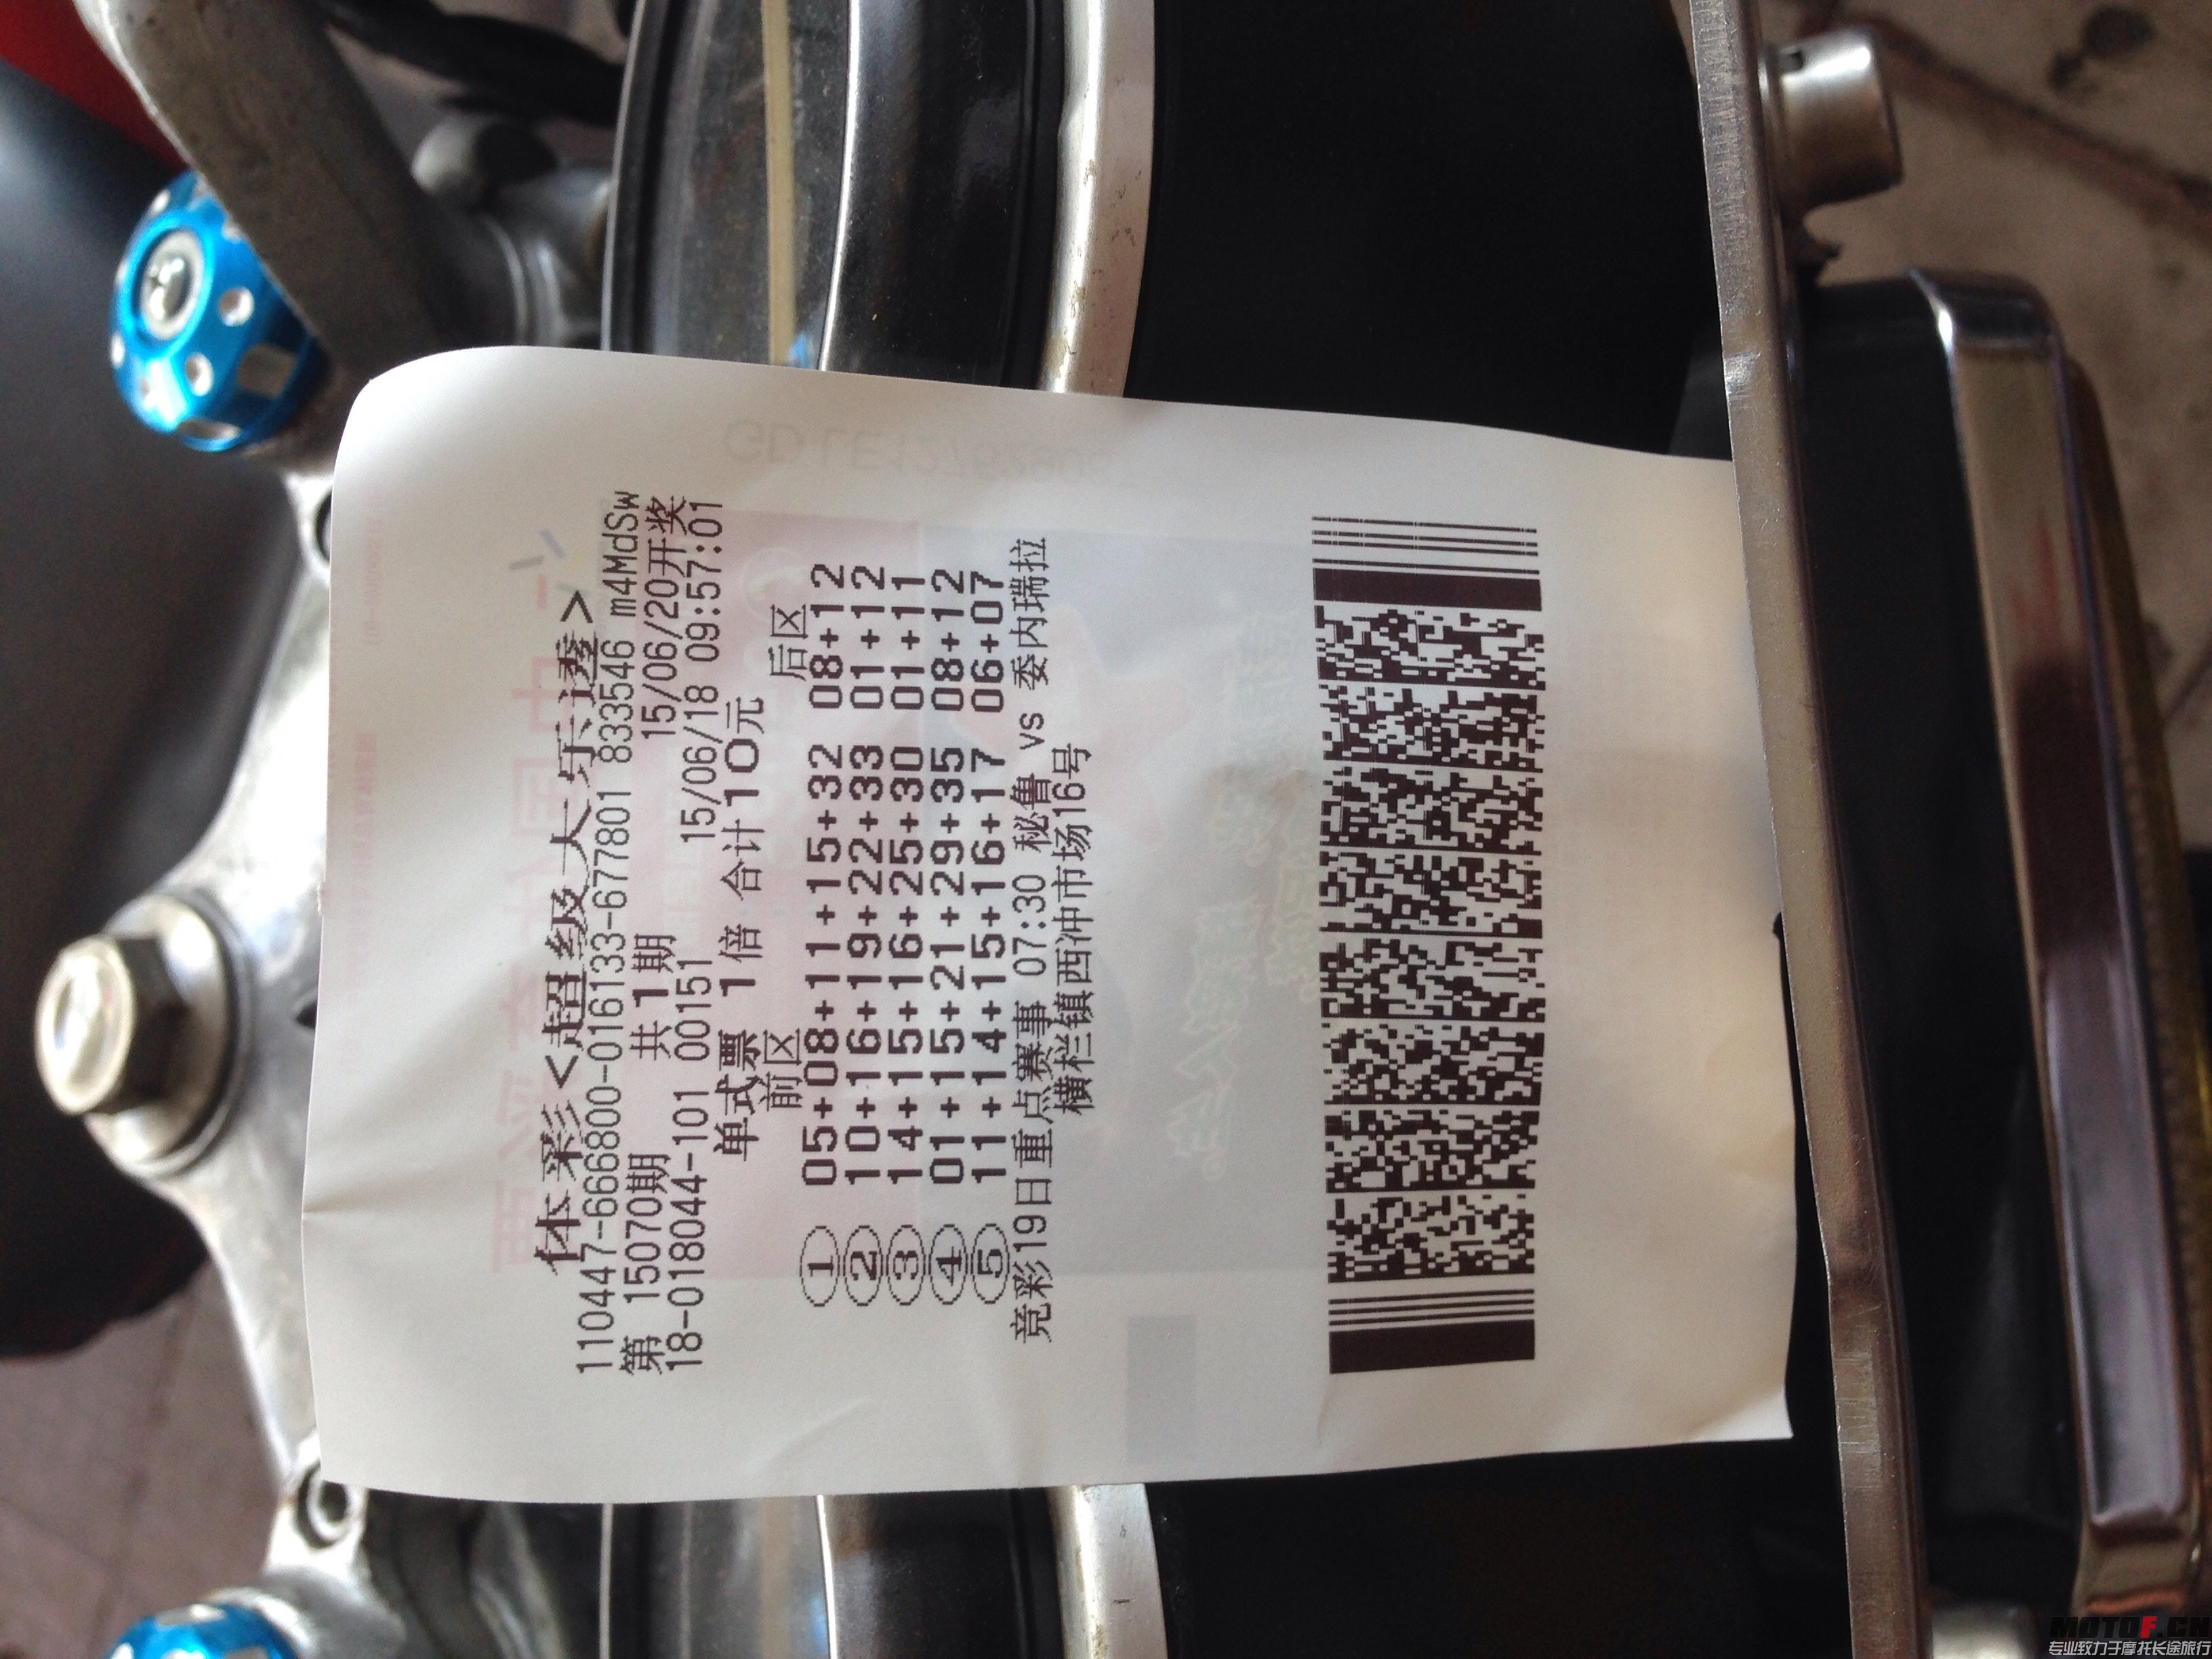 体彩<超级大乐透>
110447-666800-016133-677801 833546 m4MdSw
第 15070期 共1期 15/06/20开奖
18-018044-101 00151 15/06/18 09:57:01
单式票 1倍 合计10元
前区 后区
① 05+08+11+15+32 08+12
② 10+16+19+22+33 01+12
③ 14+15+16+25+30 01+11
④ 01+15+21+29+35 08+12
⑤ 11+14+15+16+17 06+07
竞彩19日重点赛事 07:30 秘鲁 vs 委内瑞拉
横栏镇西冲市场16号
MOTOF.CN
专业致力于摩托长途旅行